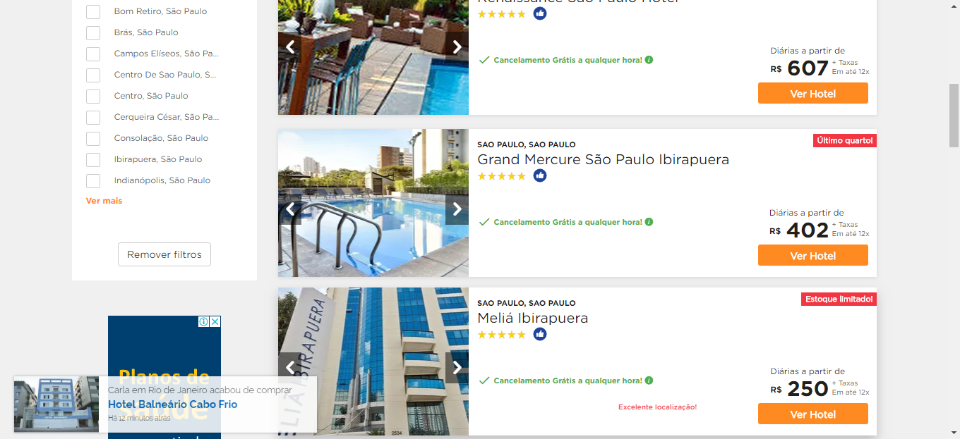 Bom Retiro, São Paulo
Brás, São Paulo
Campos Elíseos, São Pa...
Centro De Sao Paulo, S...
Centro, São Paulo
Cerqueira César, São Pa...
Consolação, São Paulo
Ibirapuera, São Paulo
Indianópolis, São Paulo
Ver mais
Remover filtros
Planos de
saúde
Carla em Rio de Janeiro acabou de comprar
Hotel Balneário Cabo Frio
Há 12 minutos atrás
Renaissance São Paulo Hotel
Cancelamento Grátis a qualquer hora!
Diárias a partir de
R$ 607 + Taxas
Em até 12x
Ver Hotel
SAO PAULO, SAO PAULO
Último quarto!
Grand Mercure São Paulo Ibirapuera
Cancelamento Grátis a qualquer hora!
Diárias a partir de
R$ 402 + Taxas
Em até 12x
Ver Hotel
SAO PAULO, SAO PAULO
Estoque limitado!
Meliá Ibirapuera
Cancelamento Grátis a qualquer hora!
Excelente localização!
Diárias a partir de
R$ 250 + Taxas
Em até 12x
Ver Hotel
MELIÁ IBIRAPUERA